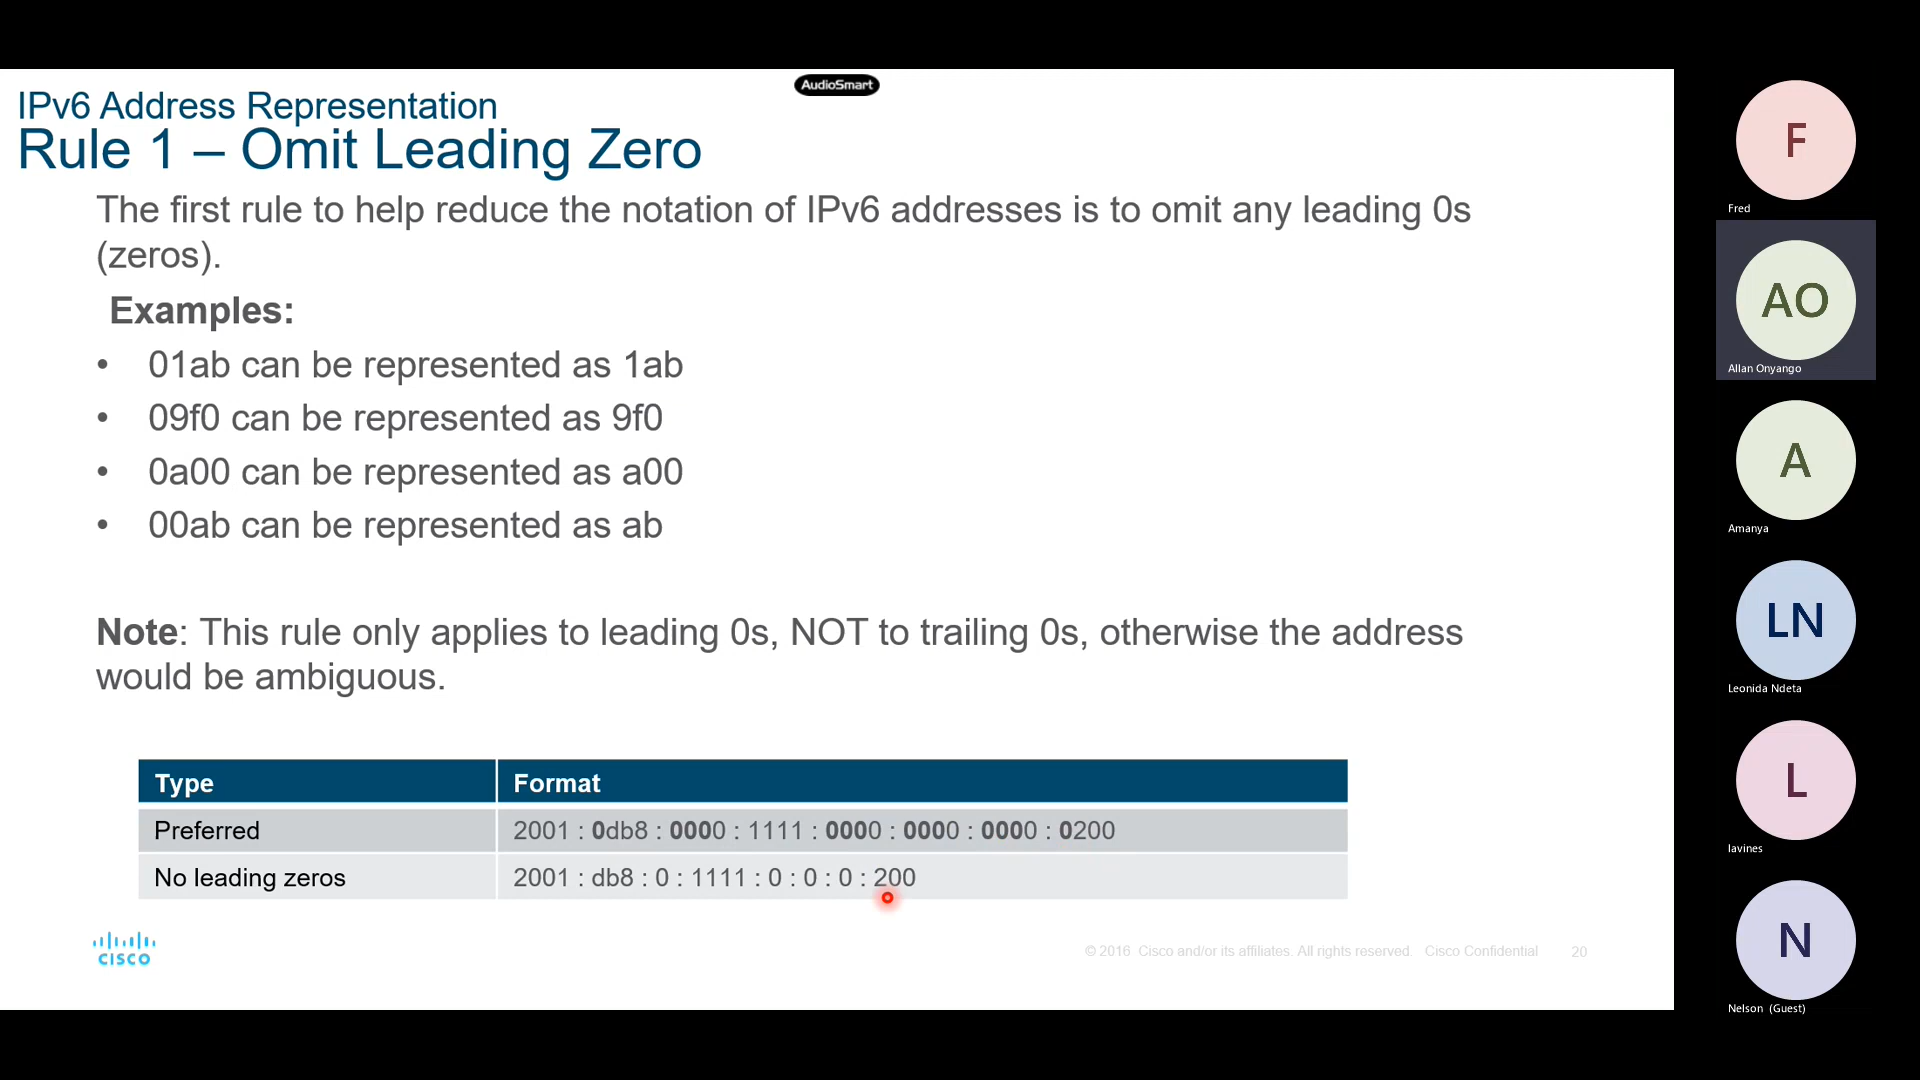 AudioSmart
IPv6 Address Representation
Rule 1 – Omit Leading Zero
The first rule to help reduce the notation of IPv6 addresses is to omit any leading 0s
(zeros).
Examples:
• 01ab can be represented as 1ab
• 09f0 can be represented as 9f0
• 0a00 can be represented as a00
• 00ab can be represented as ab
Note: This rule only applies to leading 0s, NOT to trailing 0s, otherwise the address
would be ambiguous.
Type Format
Preferred 2001 : 0db8 : 0000 : 1111 : 0000 : 0000 : 0000 : 0200
No leading zeros 2001 : db8 : 0 : 1111 : 0 : 0 : 0 : 200
CISCO
© 2016 Cisco and/or its affiliates. All rights reserved. Cisco Confidential 20
F
Fred
AO
Allan Onyango
A
Amanya
LN
Leonida Ndeta
L
lavines
N
Nelson (Guest)